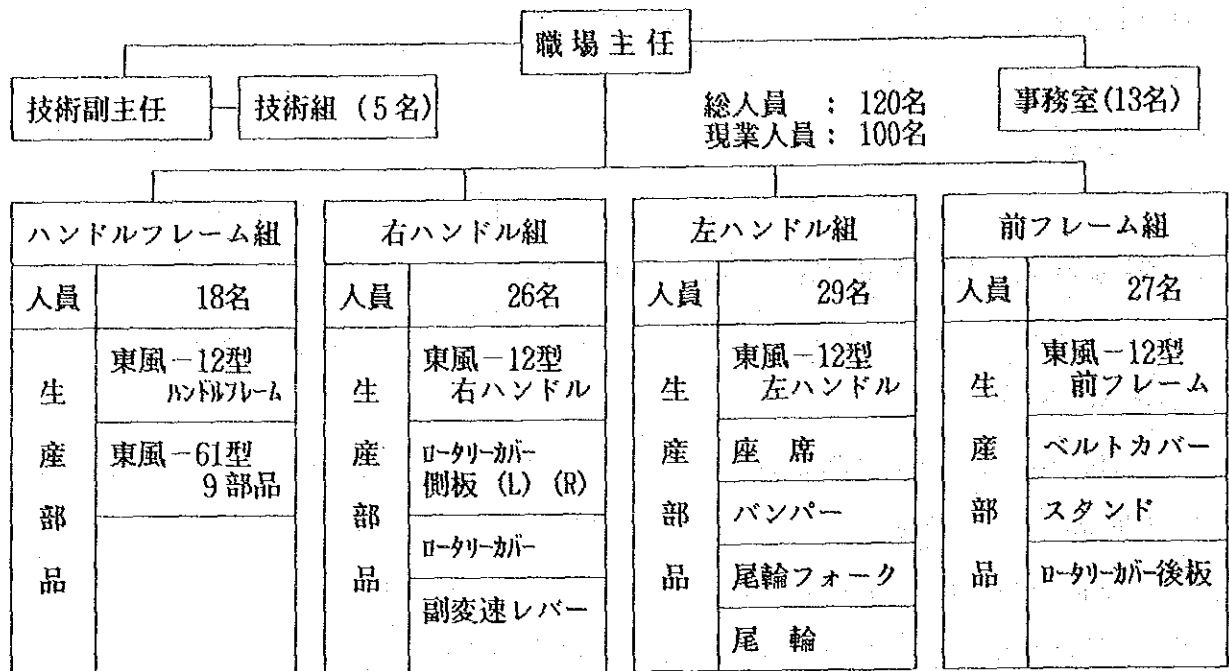 職場主任
技術副主任
技術組（5名）
総人員　：120名
現業人員：100名
事務室(13名)
ハンドルフレーム組
人員　18名
生産部品
東風－12型
ハンドルフレーム
東風－61型
9部品
右ハンドル組
人員　26名
生産部品
東風－12型
右ハンドル
ロータリーカバー
側板（L）（R）
ロータリーカバー
副変速レバー
左ハンドル組
人員　29名
生産部品
東風－12型
左ハンドル
座席
バンパー
尾輪フォーク
尾輪
前フレーム組
人員　27名
生産部品
東風－12型
前フレーム
ベルトカバー
スタンド
ロータリーカバー後板